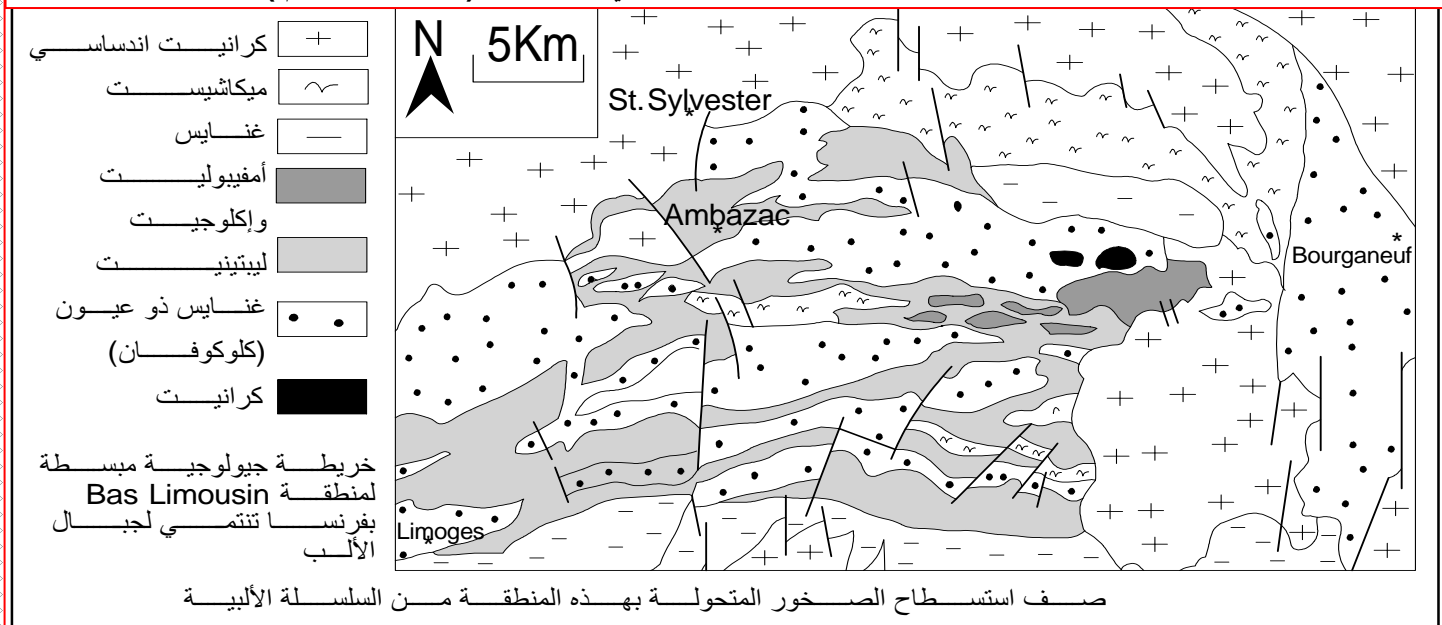 كرانيت اندساسي
ميكاشيست
غنايس
أمفيبوليت
وإكلوجيت
ليبتينيت
غنايس ذو عيون
(كلوكوفان)
كرانيت
خريطة جيولوجية مبسطة
لمنطقة Bas Limousin
بفرنسا تنتمي لجبال
الألب
N
5Km
St. Sylvester
Ambazac
Bourganeuf
Limoges
صف استسطاح الصخور المتحولة بهذه المنطقة من السلسلة الألبية